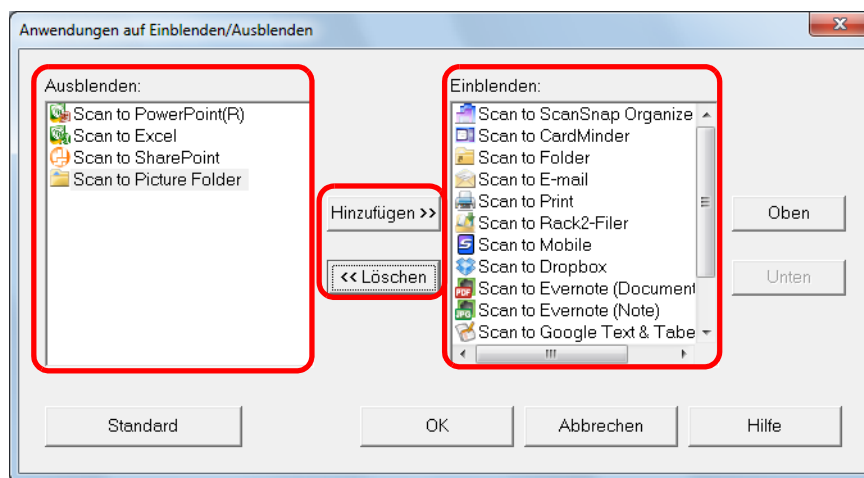 Anwendungen auf Einblenden/Ausblenden
Ausblenden:
Scan to PowerPoint(R)
Scan to Excel
Scan to SharePoint
Scan to Picture Folder
Hinzufügen >>
<< Löschen
Einblenden:
Scan to ScanSnap Organize
Scan to CardMinder
Scan to Folder
Scan to E-mail
Scan to Print
Scan to Rack2-Filer
Scan to Mobile
Scan to Dropbox
Scan to Evernote (Document
Scan to Evernote (Note)
Scan to Google Text & Tabe
Oben
Unten
Standard
OK
Abbrechen
Hilfe